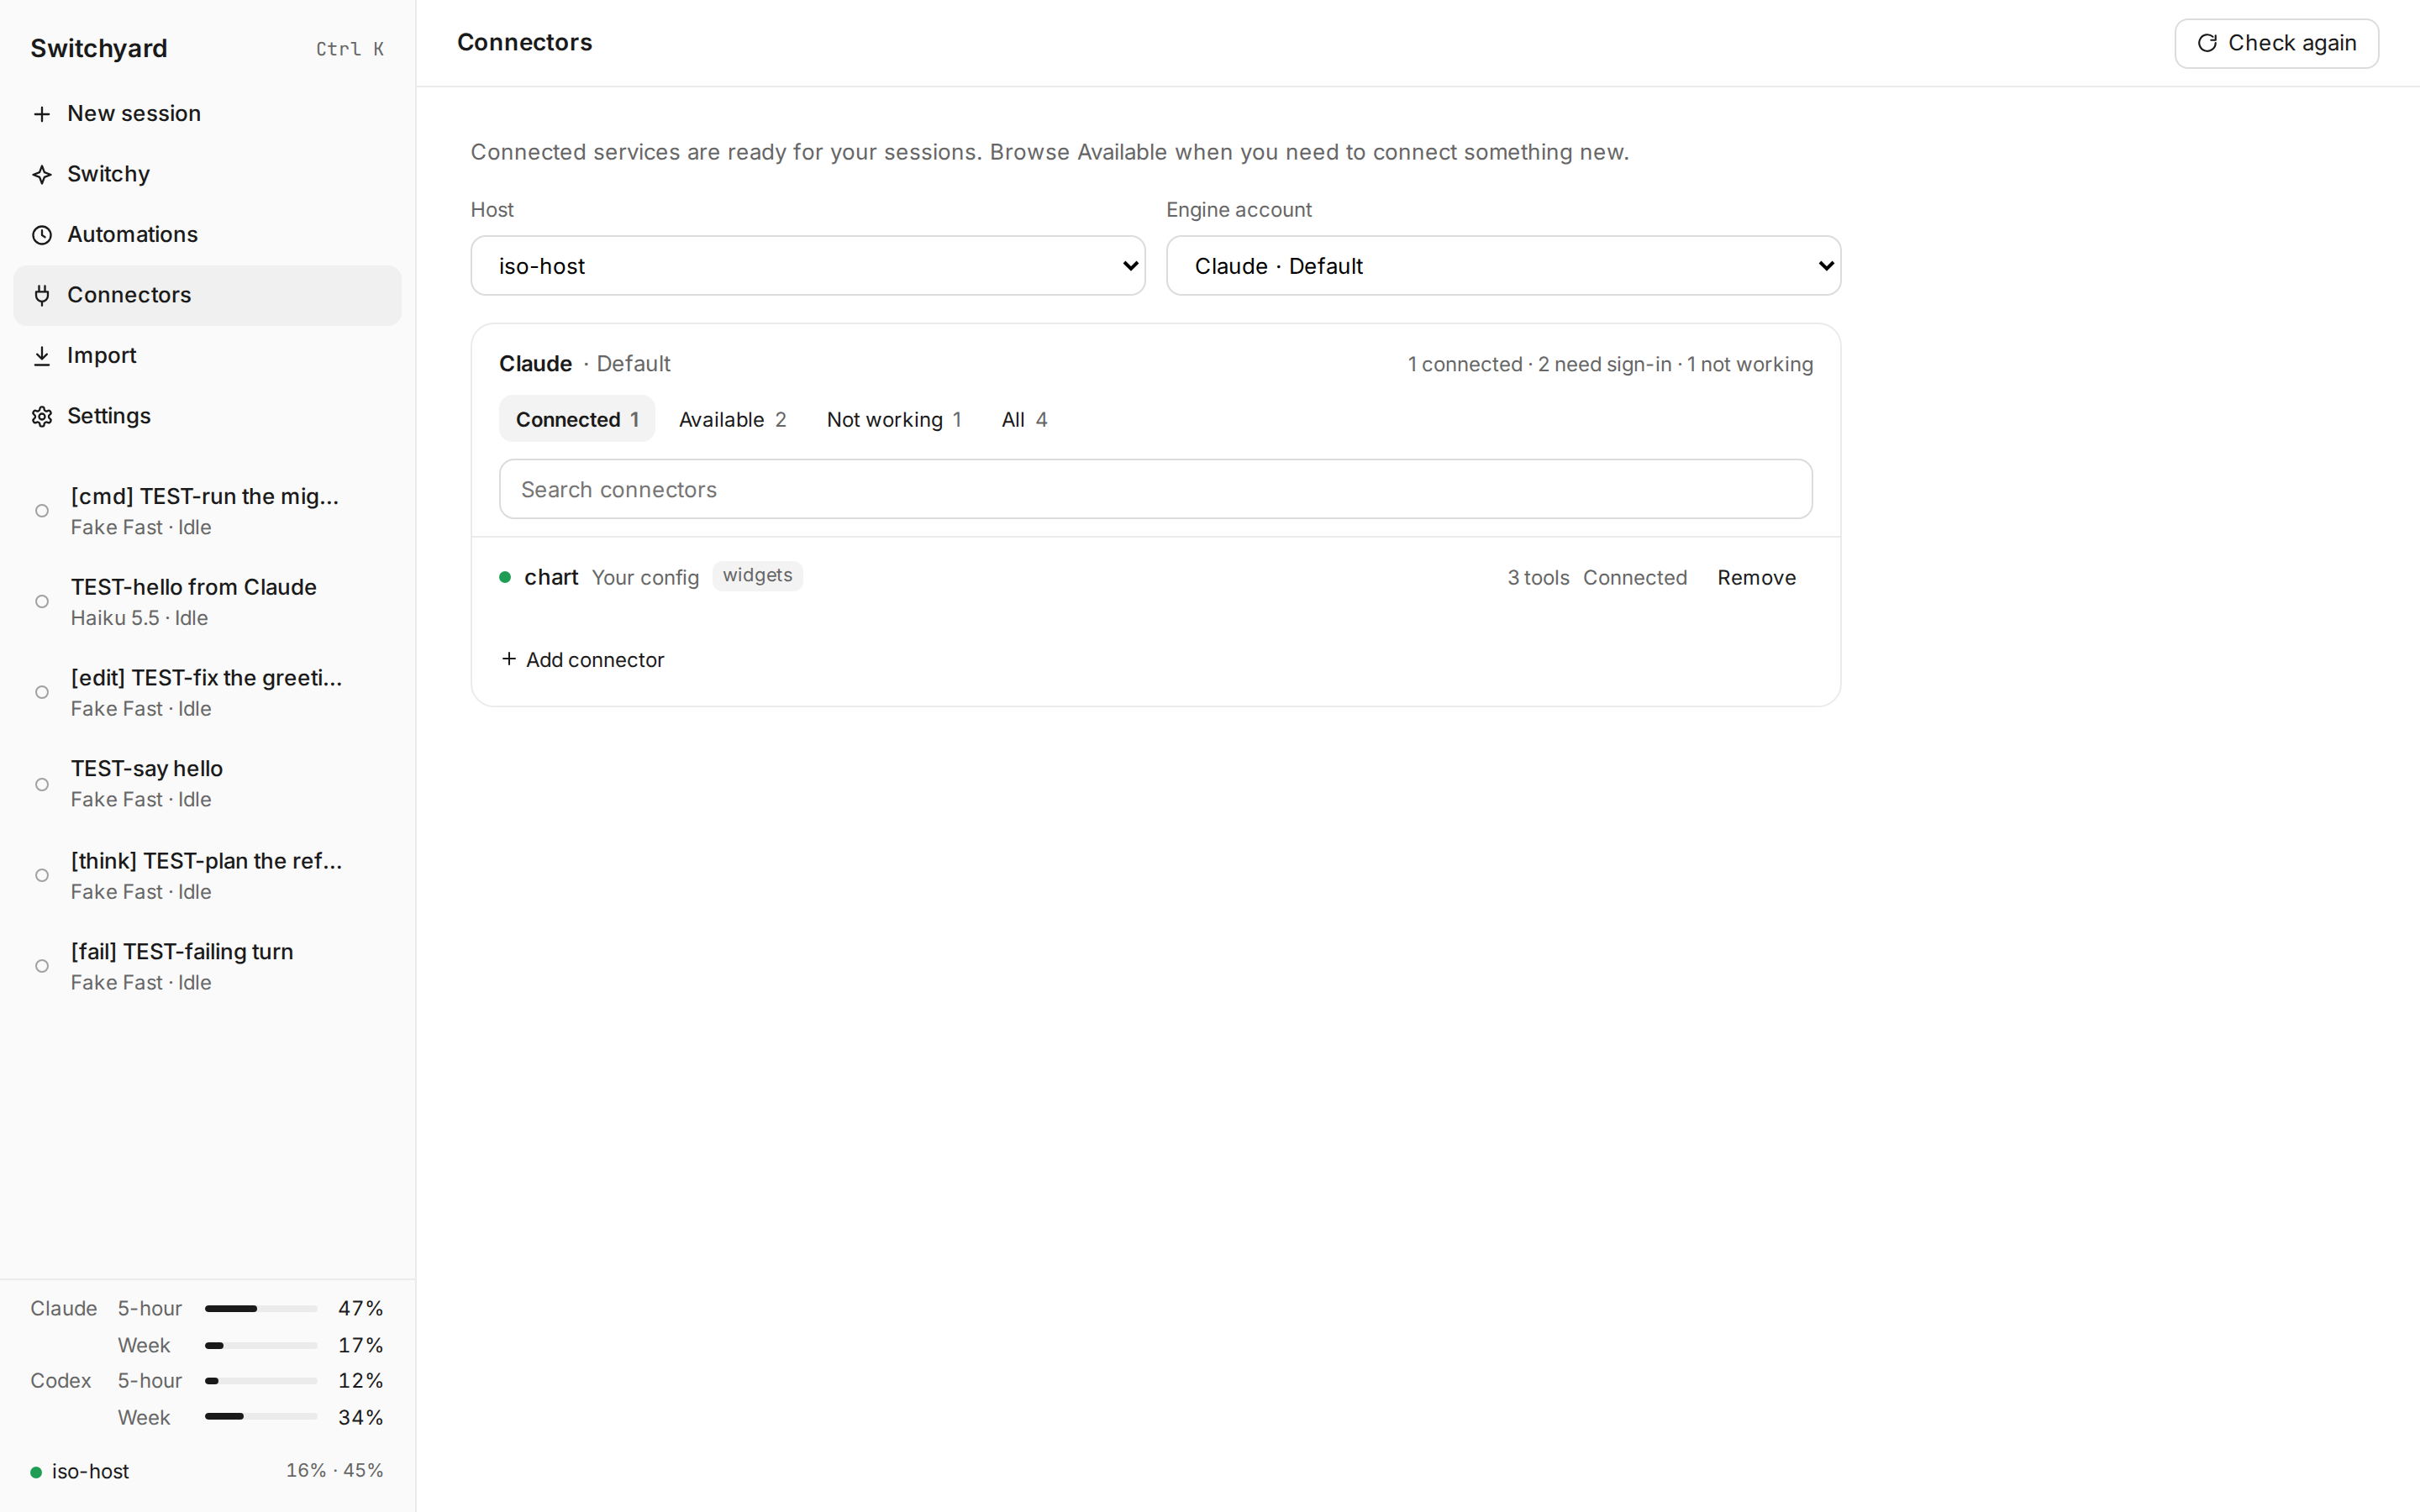 Switchyard Ctrl K
New session
Switchy
Automations
Connectors
Import
Settings
[cmd] TEST-run the mig...
Fake Fast · Idle
TEST-hello from Claude
Haiku 5.5 · Idle
[edit] TEST-fix the greeti...
Fake Fast · Idle
TEST-say hello
Fake Fast · Idle
[think] TEST-plan the ref...
Fake Fast · Idle
[fail] TEST-failing turn
Fake Fast · Idle
Claude 5-hour 47%
Week 17%
Codex 5-hour 12%
Week 34%
iso-host 16% · 45%
Connectors Check again
Connected services are ready for your sessions. Browse Available when you need to connect something new.
Host Engine account
iso-host Claude · Default
Claude · Default 1 connected · 2 need sign-in · 1 not working
Connected 1 Available 2 Not working 1 All 4
Search connectors
chart Your config widgets 3 tools Connected Remove
Add connector